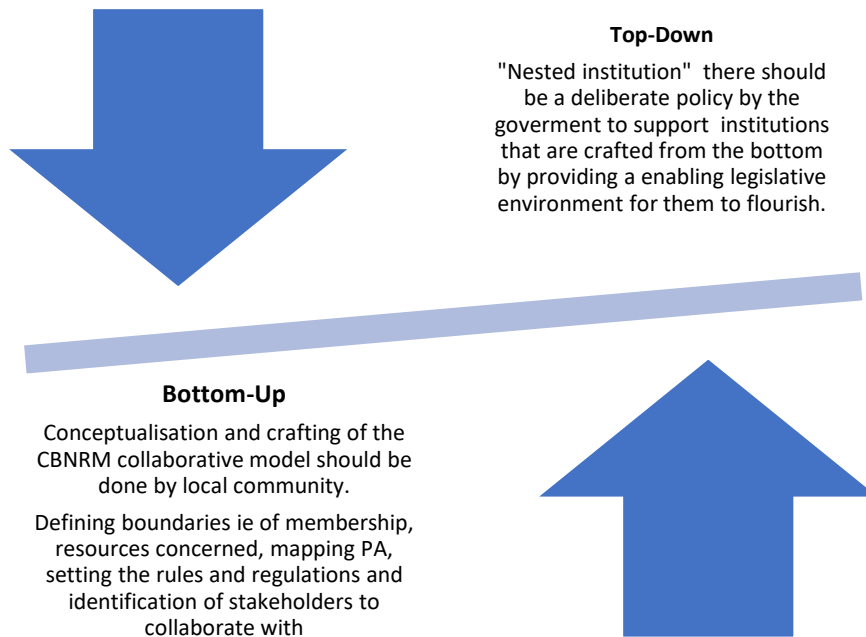 Top-Down
"Nested institution" there should
be a deliberate policy by the
goverment to support institutions
that are crafted from the bottom
by providing a enabling legislative
environment for them to flourish.
Bottom-Up
Conceptualisation and crafting of the
CBNRM collaborative model should be
done by local community.
Defining boundaries ie of membership,
resources concerned, mapping PA,
setting the rules and regulations and
identification of stakeholders to
collaborate with